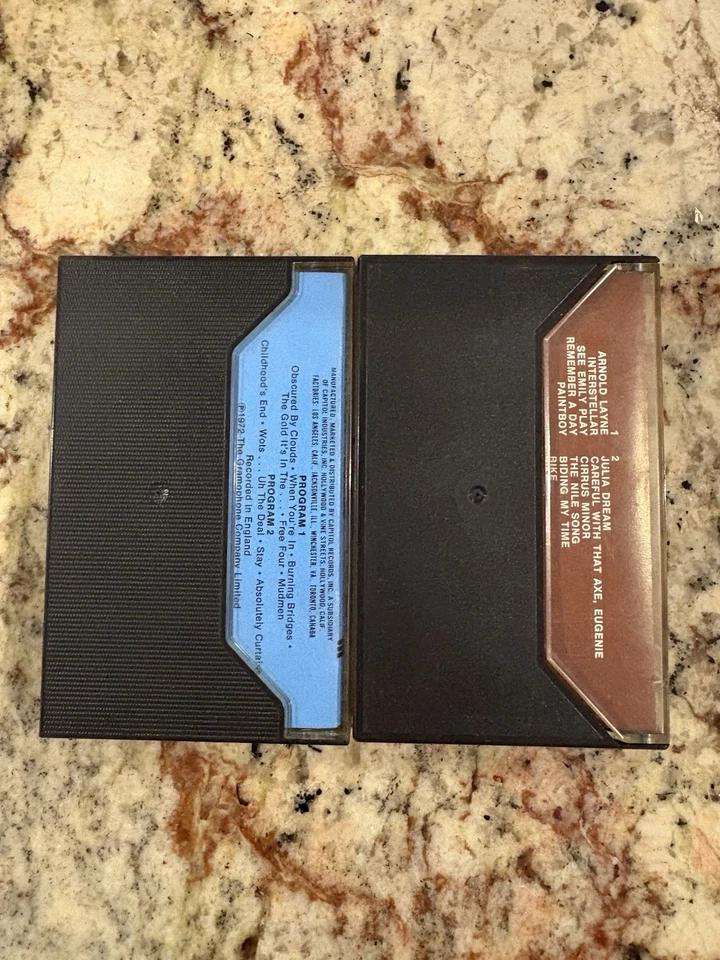 1
ARNOLD LAYNE
INTERSTELLAR
SEE EMILY PLAY
REMEMBER A DAY
PAINTBOY
2
JULIA DREAM
CAREFUL WITH THAT AXE, EUGENIE
CIRRUS MINOR
THE NILE SONG
BIDING MY TIME
BIKE
MANUFACTURED, MARKETED & DISTRIBUTED BY CAPITOL RECORDS, INC. A SUBSIDIARY
OF CAPITOL INDUSTRIES, INC. HOLLYWOOD & VINE STREETS, HOLLYWOOD, CALIF.
FACTORIES: LOS ANGELES, CALIF., JACKSONVILLE, ILL., WINCHESTER, VA., TORONTO, CANADA
PROGRAM 1
Obscured By Clouds • When You're In • Burning Bridges •
The Gold It's In The . . . • Free Four • Mudmen
PROGRAM 2
Childhood's End • Wots . . . Uh The Deal • Stay • Absolutely Curtains
Recorded in England
℗1972 The Gramophone Company Limited